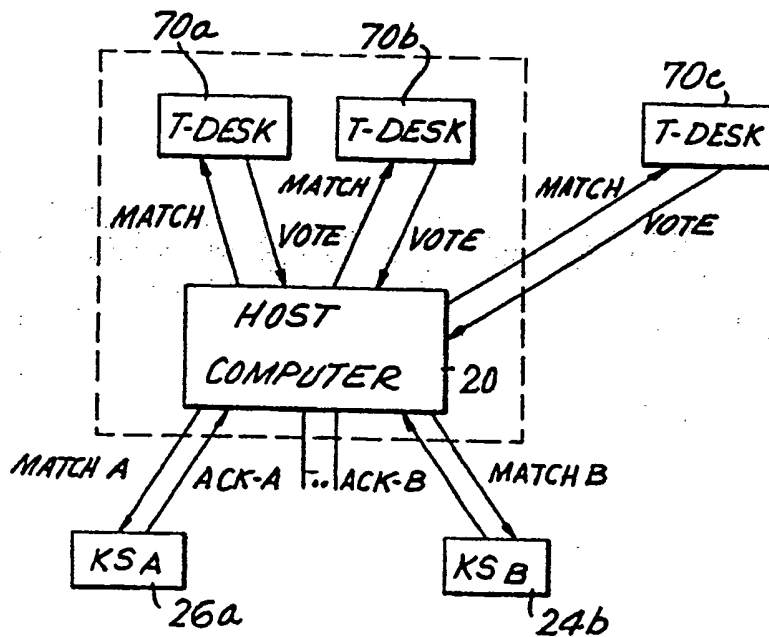 70a
70b
70c
T-DESK
T-DESK
T-DESK
MATCH
MATCH
MATCH
VOTE
VOTE
VOTE
HOST
COMPUTER
20
MATCH A
ACK-A
ACK-B
MATCH B
KS A
KS B
26a
24b